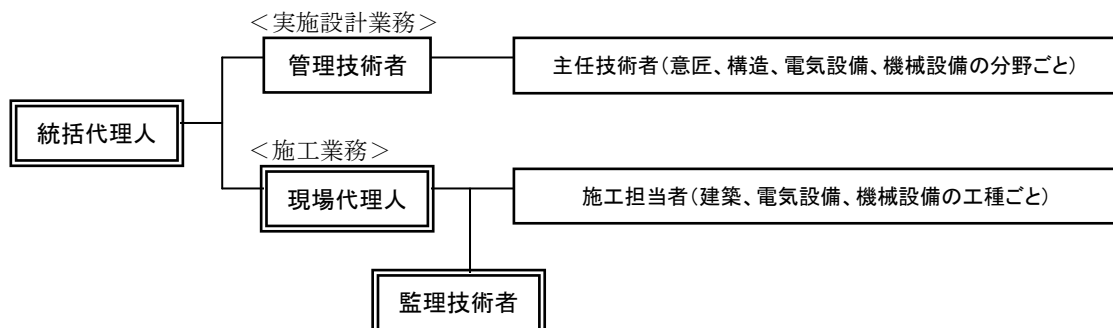 ＜実施設計業務＞
管理技術者
主任技術者（意匠、構造、電気設備、機械設備の分野ごと）
統括代理人
＜施工業務＞
現場代理人
施工担当者（建築、電気設備、機械設備の工種ごと）
監理技術者